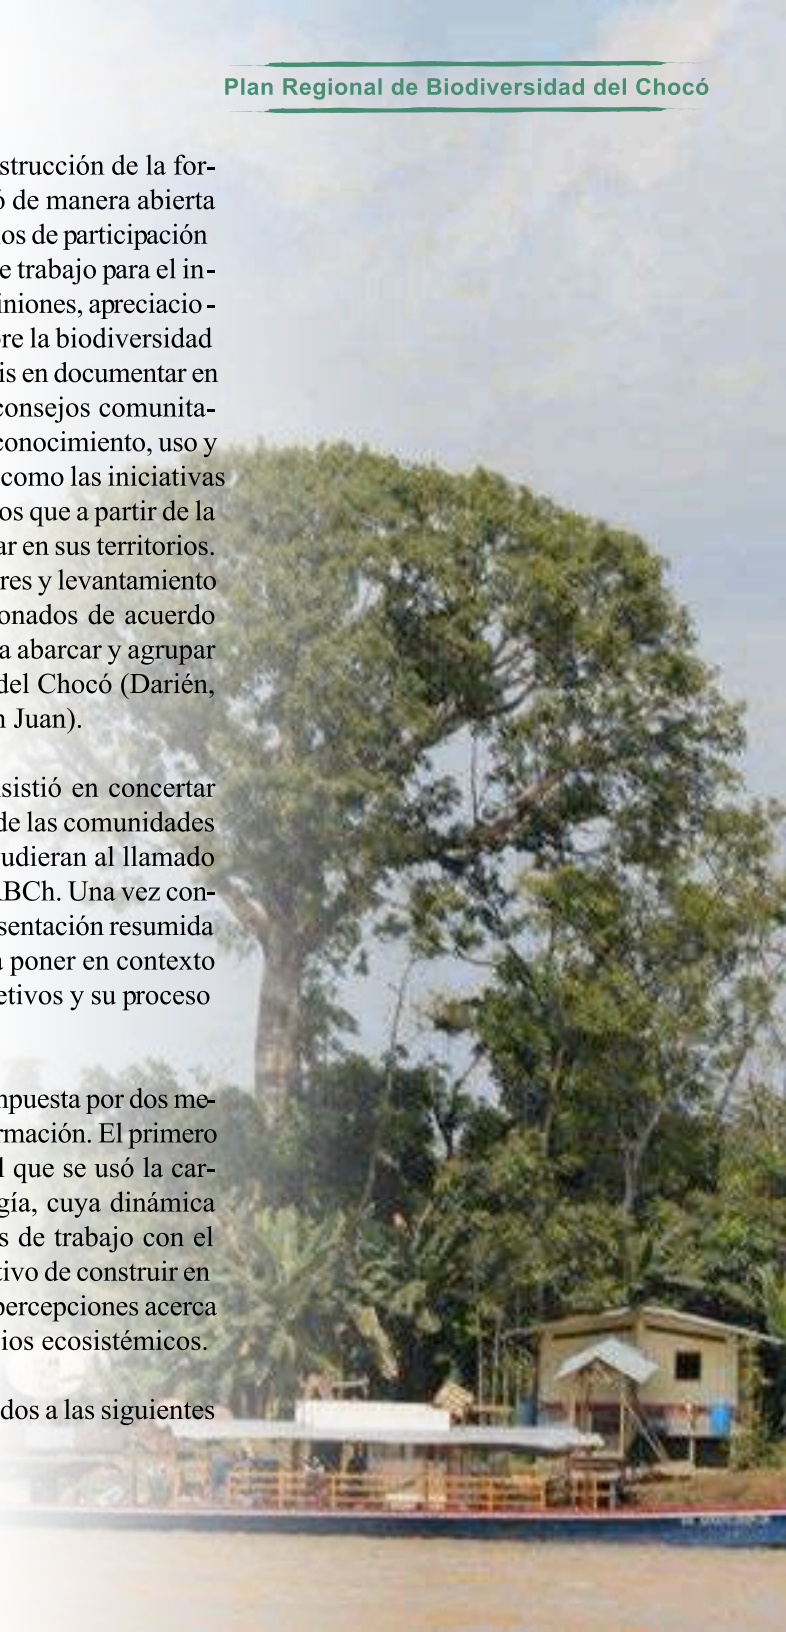 Plan Regional de Biodiversidad del Chocó
strucción de la for-
ó de manera abierta
os de participación
e trabajo para el in-
iniones, apreciacio-
re la biodiversidad
is en documentar en
consejos comunita-
conocimiento, uso y
como las iniciativas
os que a partir de la
ar en sus territorios.
res y levantamiento
onados de acuerdo
a abarcar y agrupar
del Chocó (Darién,
n Juan).
sistió en concertar
de las comunidades
udieran al llamado
RBCh. Una vez con-
sentación resumida
a poner en contexto
etivos y su proceso
mpuesta por dos me-
rmación. El primero
l que se usó la car-
gía, cuya dinámica
s de trabajo con el
tivo de construir en
percepciones acerca
ios ecosistémicos.
dos a las siguientes